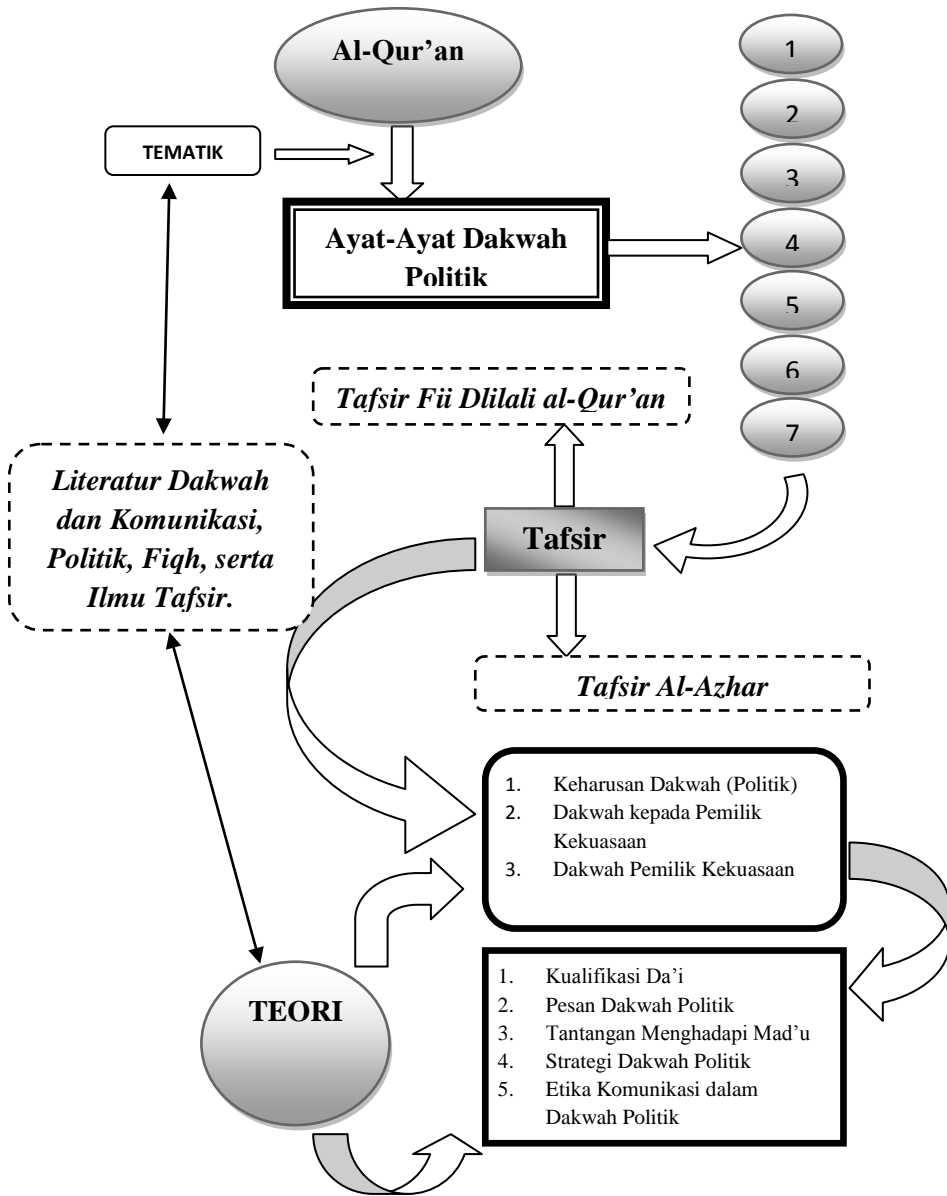 Al-Qur’an
1
2
3
4
5
6
7
TEMATIK
Ayat-Ayat Dakwah
Politik
Tafsir Fii Dlilali al-Qur’an
Literatur Dakwah
dan Komunikasi,
Politik, Fiqh, serta
Ilmu Tafsir.
Tafsir
Tafsir Al-Azhar
1. Keharusan Dakwah (Politik)
2. Dakwah kepada Pemilik
Kekuasaan
3. Dakwah Pemilik Kekuasaan
TEORI
1. Kualifikasi Da’i
2. Pesan Dakwah Politik
3. Tantangan Menghadapi Mad’u
4. Strategi Dakwah Politik
5. Etika Komunikasi dalam
Dakwah Politik